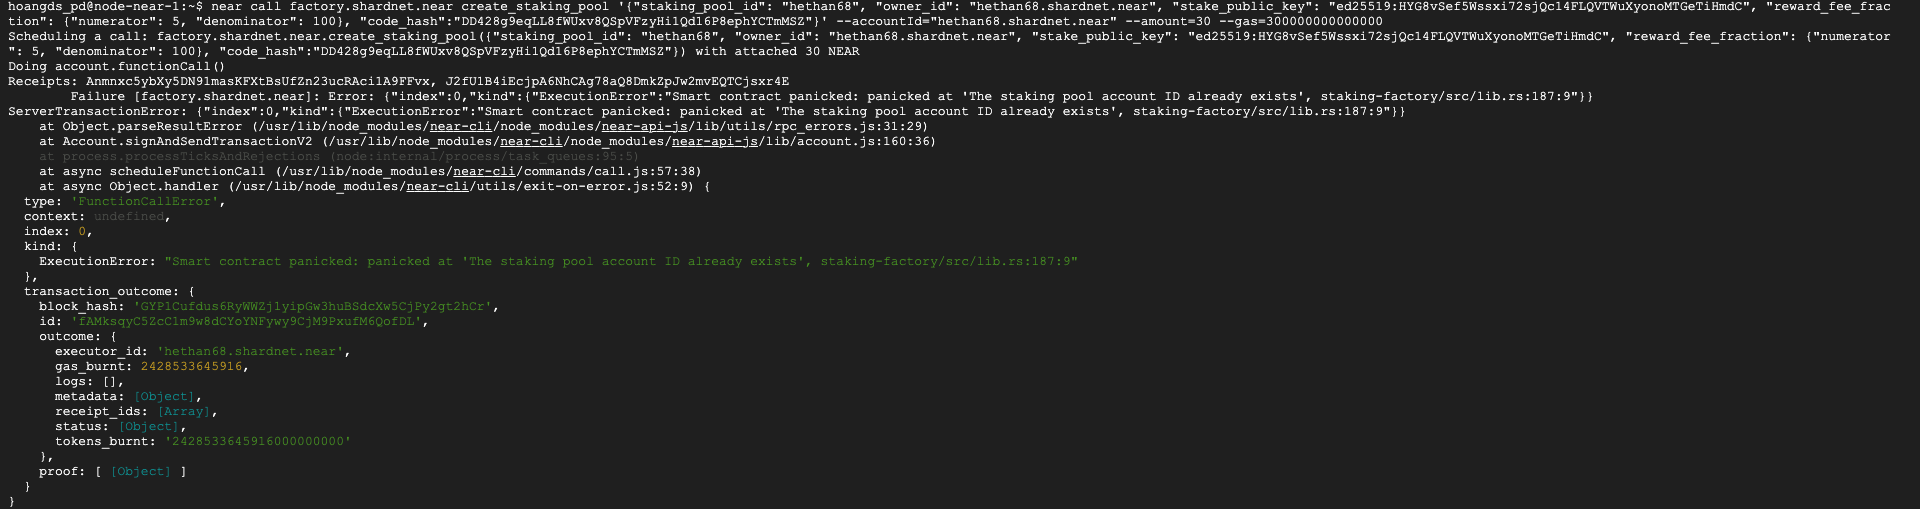 hoangds_pd@node-near-1:~$ near call factory.shardnet.near create_staking_pool '{"staking_pool_id": "hethan68", "owner_id": "hethan68.shardnet.near", "stake_public_key": "ed25519:HYG8vSef5Wssxi72sjQc14FLQVTWuXyonoMTGeTiHmdC", "reward_fee_frac
tion": {"numerator": 5, "denominator": 100}, "code_hash":"DD428g9eqLL8fWUxv8QSpVFzyHi1Qd16P8ephYCTmMSZ"}' --accountId="hethan68.shardnet.near" --amount=30 --gas=300000000000000
Scheduling a call: factory.shardnet.near.create_staking_pool({"staking_pool_id": "hethan68", "owner_id": "hethan68.shardnet.near", "stake_public_key": "ed25519:HYG8vSef5Wssxi72sjQc14FLQVTWuXyonoMTGeTiHmdC", "reward_fee_fraction": {"numerator
": 5, "denominator": 100}, "code_hash":"DD428g9eqLL8fWUxv8QSpVFzyHi1Qd16P8ephYCTmMSZ"}) with attached 30 NEAR
Doing account.functionCall()
Receipts: Anmnxc5ybXy5DN91masKFXtBsUfZn23ucRAci1A9FFvx, J2fU1B4iEcjpA6NhCAg78aQ8DmkZpJw2mvEQTCjsxr4E
Failure [factory.shardnet.near]: Error: {"index":0,"kind":{"ExecutionError":"Smart contract panicked: panicked at 'The staking pool account ID already exists', staking-factory/src/lib.rs:187:9"}}
ServerTransactionError: {"index":0,"kind":{"ExecutionError":"Smart contract panicked: panicked at 'The staking pool account ID already exists', staking-factory/src/lib.rs:187:9"}}
at Object.parseResultError (/usr/lib/node_modules/near-cli/node_modules/near-api-js/lib/utils/rpc_errors.js:31:29)
at Account.signAndSendTransactionV2 (/usr/lib/node_modules/near-cli/node_modules/near-api-js/lib/account.js:160:36)
at process.processTicksAndRejections (node:internal/process/task_queues:95:5)
at async scheduleFunctionCall (/usr/lib/node_modules/near-cli/commands/call.js:57:38)
at async Object.handler (/usr/lib/node_modules/near-cli/utils/exit-on-error.js:52:9) {
type: 'FunctionCallError',
context: undefined,
index: 0,
kind: {
ExecutionError: "Smart contract panicked: panicked at 'The staking pool account ID already exists', staking-factory/src/lib.rs:187:9"
},
transaction_outcome: {
block_hash: 'GYP1Cufdus6RyWWZj1yipGw3huBSdcXw5CjPy2gt2hCr',
id: 'fAMksqyC5ZcC1m9w8dCYoYNFywy9CjM9PxufM6QofDL',
outcome: {
executor_id: 'hethan68.shardnet.near',
gas_burnt: 2428533645916,
logs: [],
metadata: [Object],
receipt_ids: [Array],
status: [Object],
tokens_burnt: '2428533645916000000000'
},
proof: [ [Object] ]
}
}